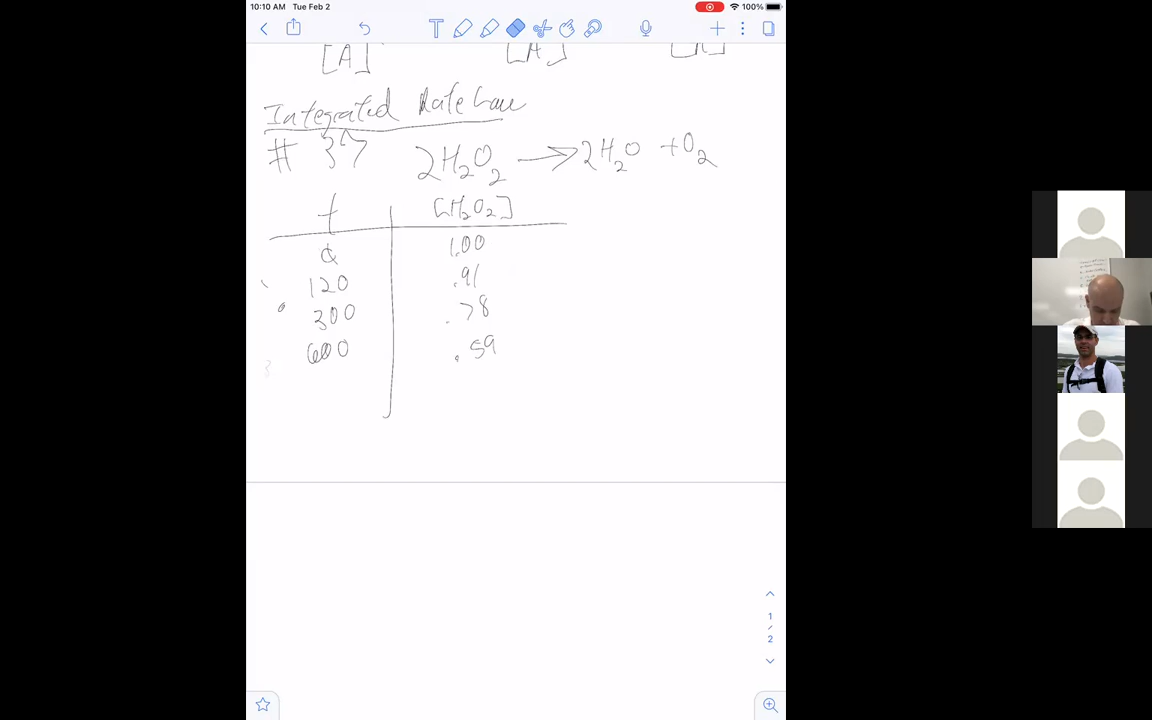 10:10 AM Tue Feb 2
100%
[A] [A] [A]
Integrated Rate Law
# 37 2H₂O₂ → 2H₂O + O₂
t [H₂O₂]
0 1.00
120 .91
300 .78
600 .59
1
/
2